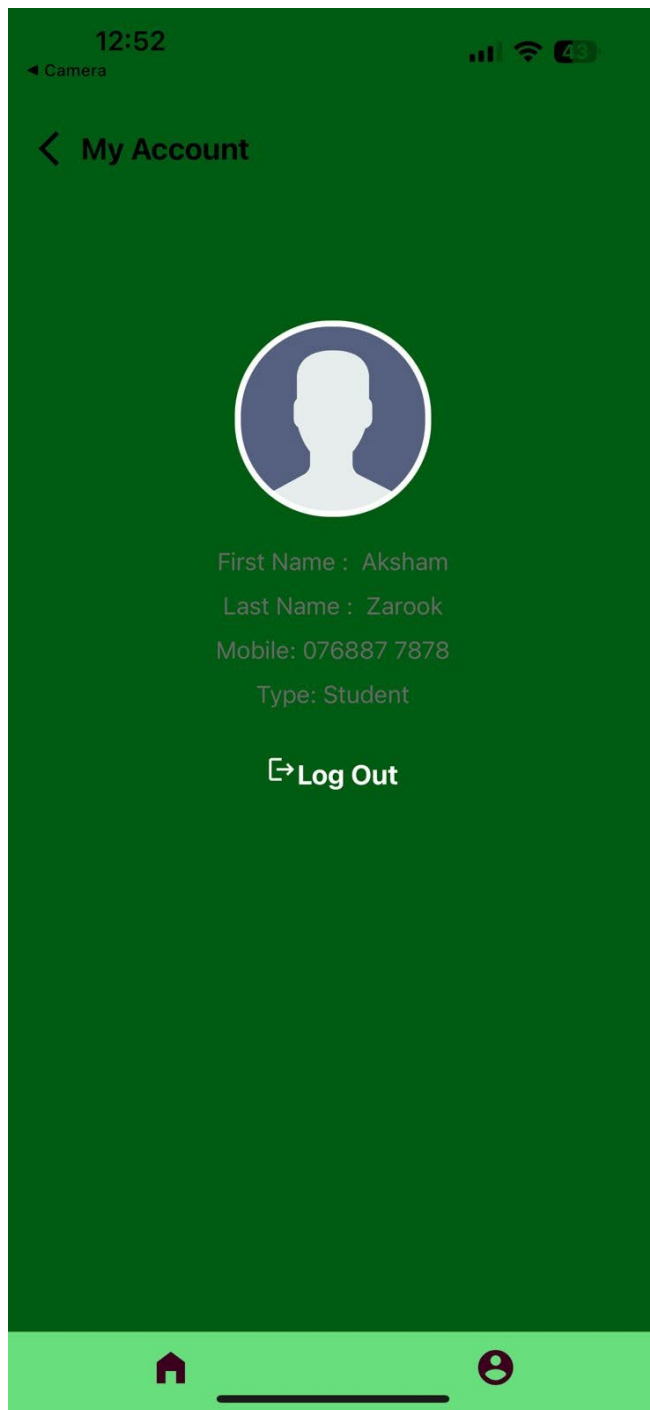 12:52
◀ Camera
43
My Account
First Name :  Aksham
Last Name :  Zarook
Mobile: 076887 7878
Type: Student
Log Out